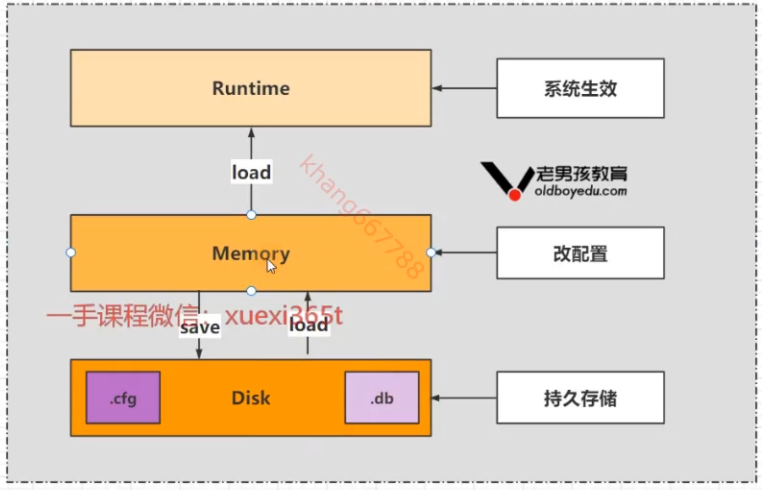 Runtime
系统生效
load
khang667788
老男孩教育
oldboyedu.com
Memory
改配置
一手课程微信：xuexi365t
save
load
.cfg
Disk
.db
持久存储